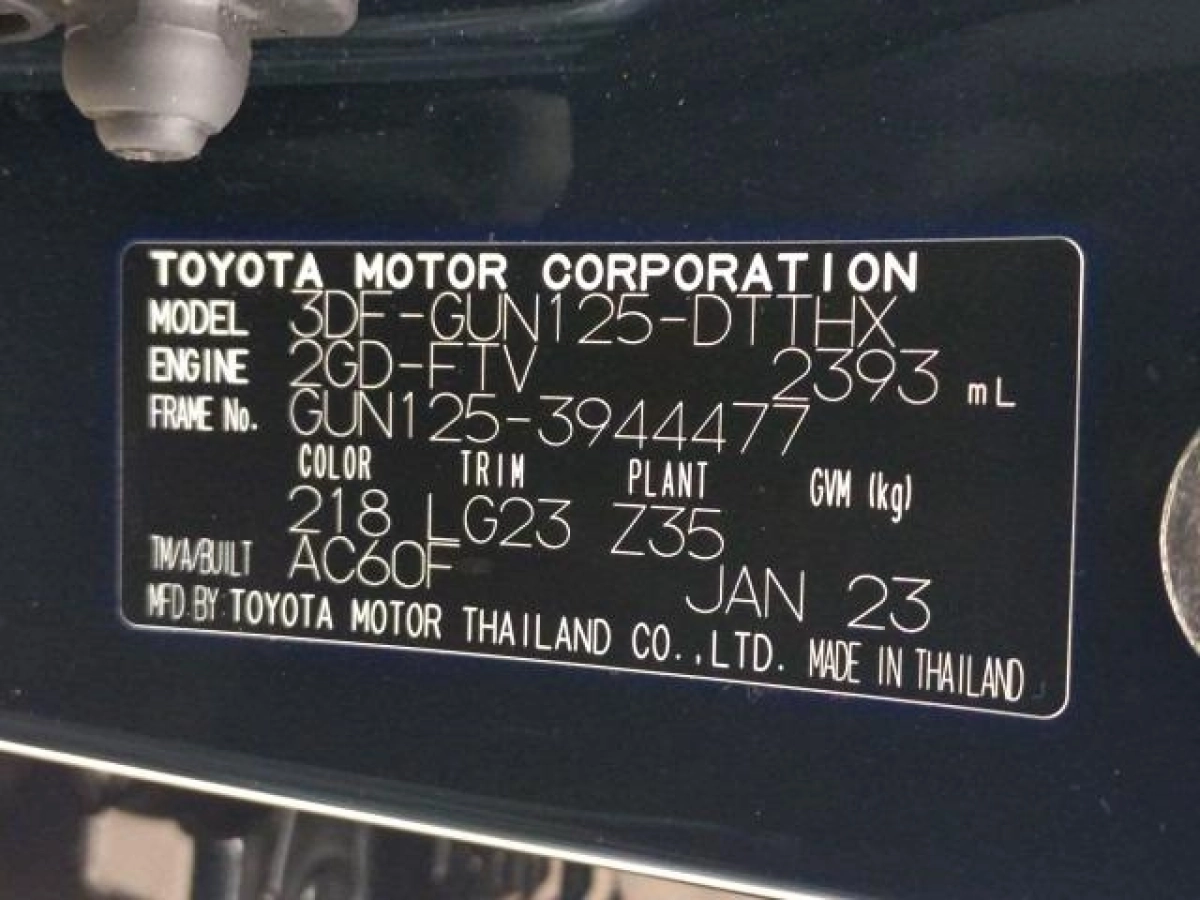 TOYOTA MOTOR CORPORATION
MODEL 3DF-GUN125-DTTHX
ENGINE 2GD-FTV 2393 mL
FRAME No. GUN125-3944477
COLOR TRIM PLANT GVM (kg)
218 LG23 Z35
TM/A/BUILT AC60F JAN 23
MFD.BY:TOYOTA MOTOR THAILAND CO.,LTD. MADE IN THAILAND